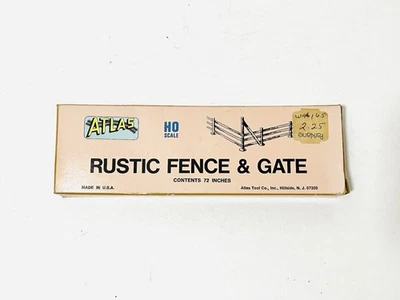 ATLAS
HO
SCALE
2.25
RUSTIC FENCE & GATE
CONTENTS 72 INCHES
MADE IN U.S.A.
Atlas Tool Co., Inc., Hillside, N. J. 07205